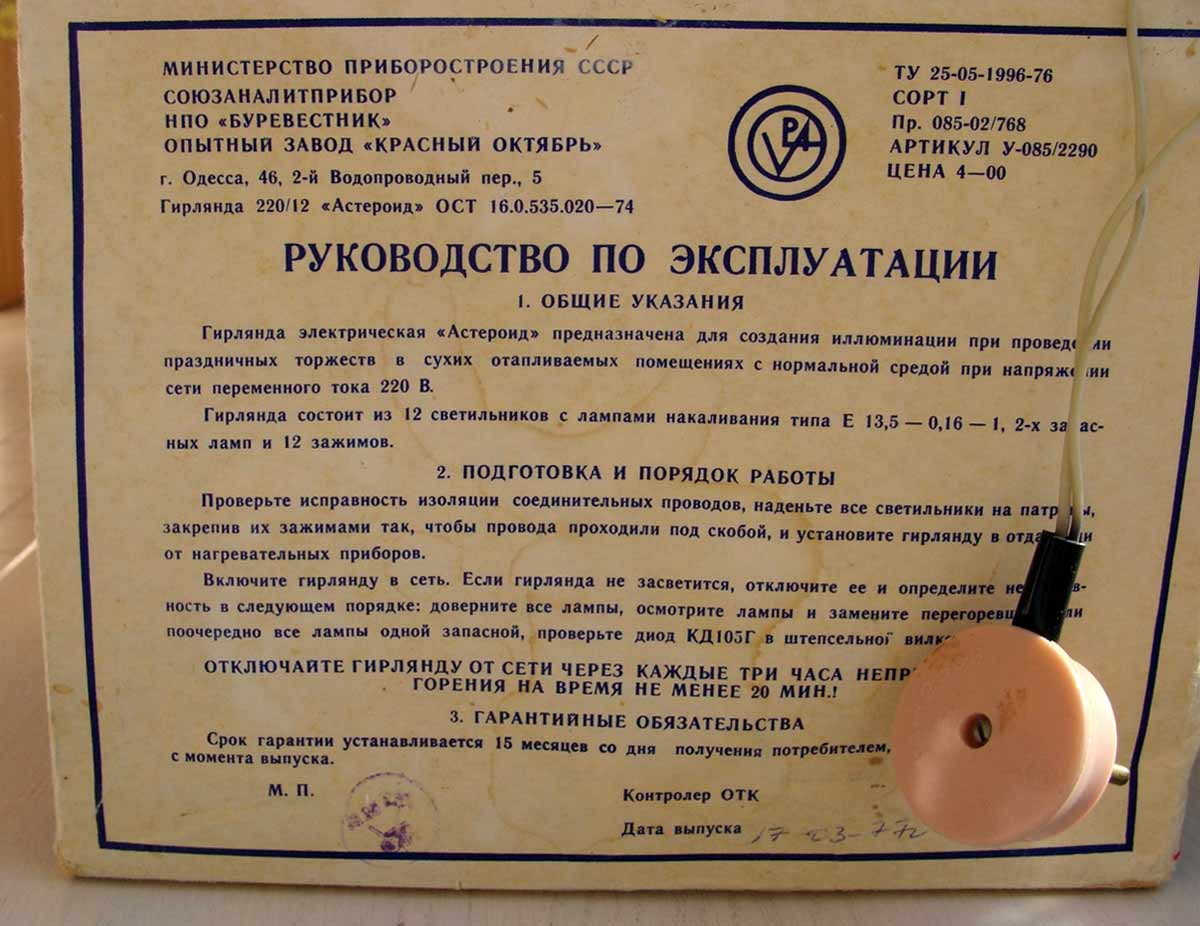 МИНИСТЕРСТВО ПРИБОРОСТРОЕНИЯ СССР
СОЮЗАНАЛИТПРИБОР
НПО «БУРЕВЕСТНИК»
ОПЫТНЫЙ ЗАВОД «КРАСНЫЙ ОКТЯБРЬ»
г. Одесса, 46, 2-й Водопроводный пер., 5
Гирлянда 220/12 «Астероид» ОСТ 16.0.535.020—74
ТУ 25-05-1996-76
СОРТ I
Пр. 085-02/768
АРТИКУЛ У-085/2290
ЦЕНА 4—00
РУКОВОДСТВО ПО ЭКСПЛУАТАЦИИ
1. ОБЩИЕ УКАЗАНИЯ
Гирлянда электрическая «Астероид» предназначена для создания иллюминации при
праздничных торжеств в сухих отапливаемых помещениях с нормальной средой при
сети переменного тока 220 В.
Гирлянда состоит из 12 светильников с лампами накаливания типа Е 13,5 — 0,16 — 1, 2-х
ных ламп и 12 зажимов.
2. ПОДГОТОВКА И ПОРЯДОК РАБОТЫ
Проверьте исправность изоляции соединительных проводов, наденьте все светильники на
закрепив их зажимами так, чтобы провода проходили под скобой, и установите гирлянду в
от нагревательных приборов.
Включите гирлянду в сеть. Если гирлянда не засветится, отключите ее и определите
ность в следующем порядке: доверните все лампы, осмотрите лампы и замените
поочередно все лампы одной запасной, проверьте диод КД105Г в штепсельной
ОТКЛЮЧАЙТЕ ГИРЛЯНДУ ОТ СЕТИ ЧЕРЕЗ КАЖДЫЕ ТРИ ЧАСА
ГОРЕНИЯ НА ВРЕМЯ НЕ МЕНЕЕ 20 МИН.!
3. ГАРАНТИЙНЫЕ ОБЯЗАТЕЛЬСТВА
Срок гарантии устанавливается 15 месяцев со дня получения потребителем,
с момента выпуска.
М. П.
Контролер ОТК
Дата выпуска